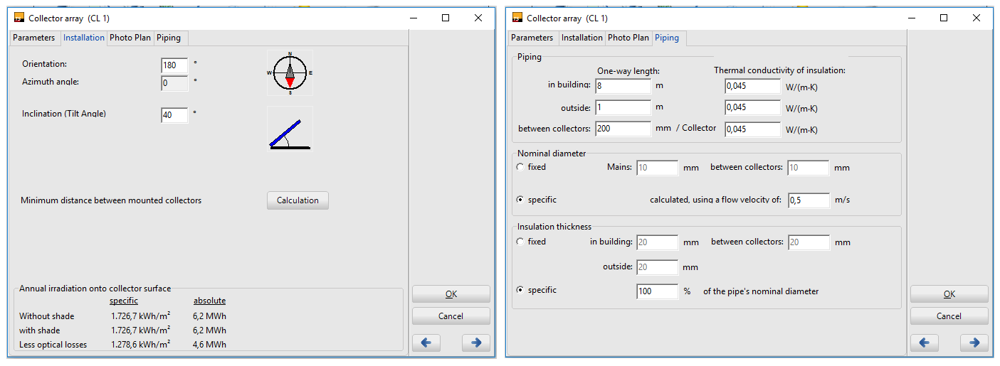 Collector array (CL 1)
Parameters Installation Photo Plan Piping
Orientation: 180 °
Azimuth angle: 0 °
N
W E
S
Inclination (Tilt Angle) 40 °
Minimum distance between mounted collectors Calculation
Annual irradiation onto collector surface
specific absolute
Without shade 1.726,7 kWh/m² 6,2 MWh
with shade 1.726,7 kWh/m² 6,2 MWh
Less optical losses 1.278,6 kWh/m² 4,6 MWh
OK
Cancel
Collector array (CL 1)
Parameters Installation Photo Plan Piping
Piping
One-way length: Thermal conductivity of insulation:
in building: 8 m 0,045 W/(m·K)
outside: 1 m 0,045 W/(m·K)
between collectors: 200 mm / Collector 0,045 W/(m·K)
Nominal diameter
fixed Mains: 10 mm between collectors: 10 mm
specific calculated, using a flow velocity of: 0,5 m/s
Insulation thickness
fixed in building: 20 mm between collectors: 20 mm
outside: 20 mm
specific 100 % of the pipe's nominal diameter
OK
Cancel